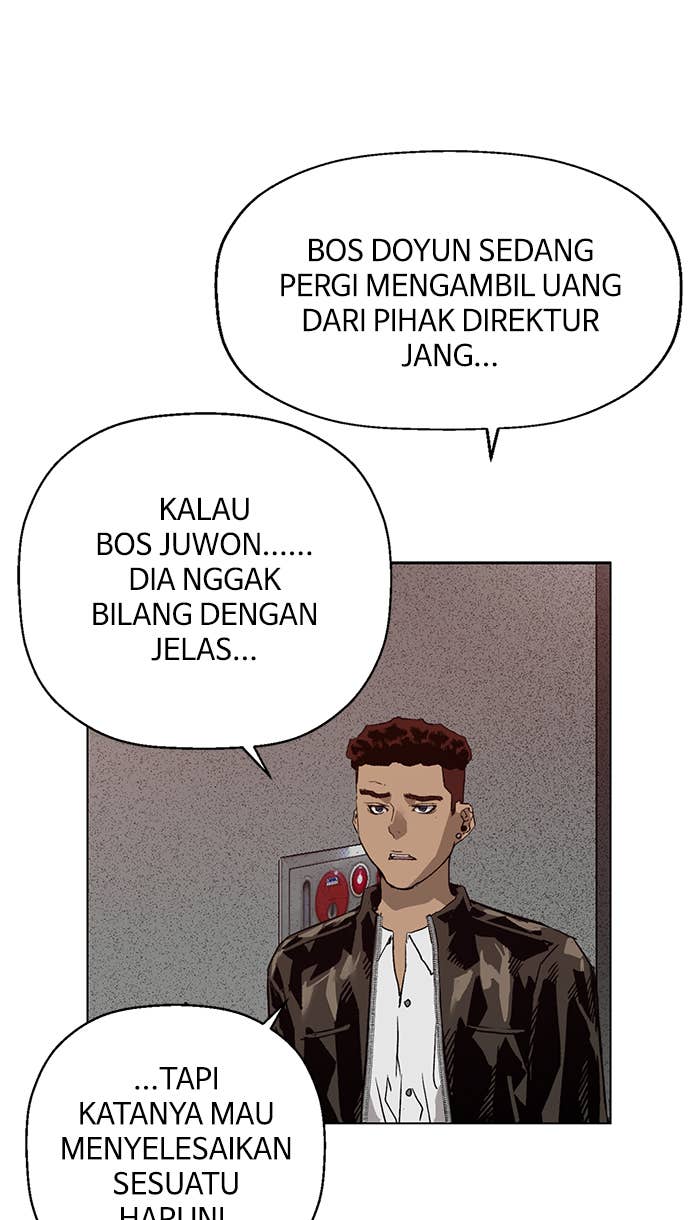 BOS DOYUN SEDANG
PERGI MENGAMBIL UANG
DARI PIHAK DIREKTUR
JANG...
KALAU
BOS JUWON......
DIA NGGAK
BILANG DENGAN
JELAS...
...TAPI
KATANYA MAU
MENYELESAIKAN
SESUATU